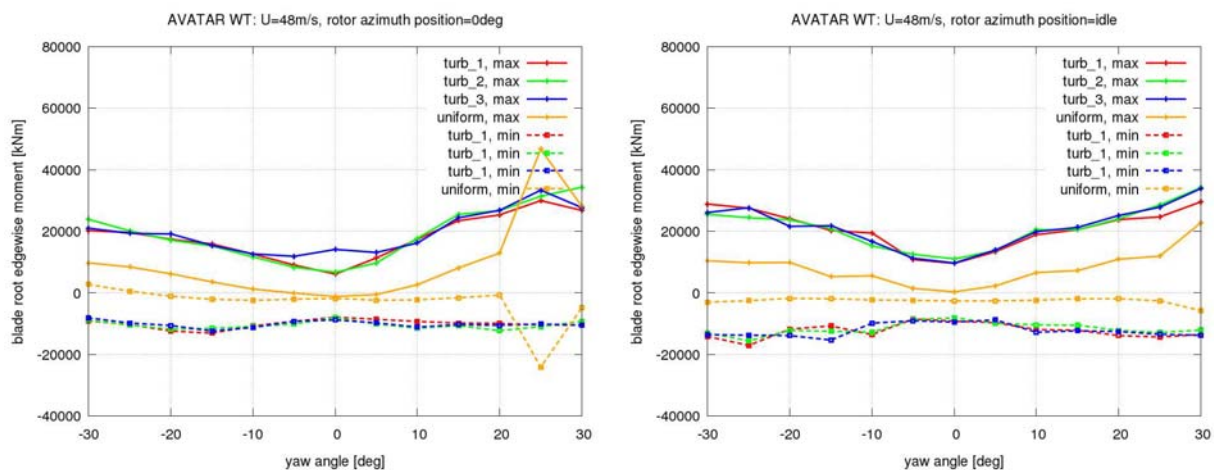 AVATAR WT: U=48m/s, rotor azimuth position=0deg
80000
60000
40000
20000
0
-20000
-40000
blade root edgewise moment [kNm]
turb_1, max
turb_2, max
turb_3, max
uniform, max
turb_1, min
turb_1, min
turb_1, min
uniform, min
-30
-20
-10
0
10
20
30
yaw angle [deg]
AVATAR WT: U=48m/s, rotor azimuth position=idle
80000
60000
40000
20000
0
-20000
-40000
blade root edgewise moment [kNm]
turb_1, max
turb_2, max
turb_3, max
uniform, max
turb_1, min
turb_1, min
turb_1, min
uniform, min
-30
-20
-10
0
10
20
30
yaw angle [deg]